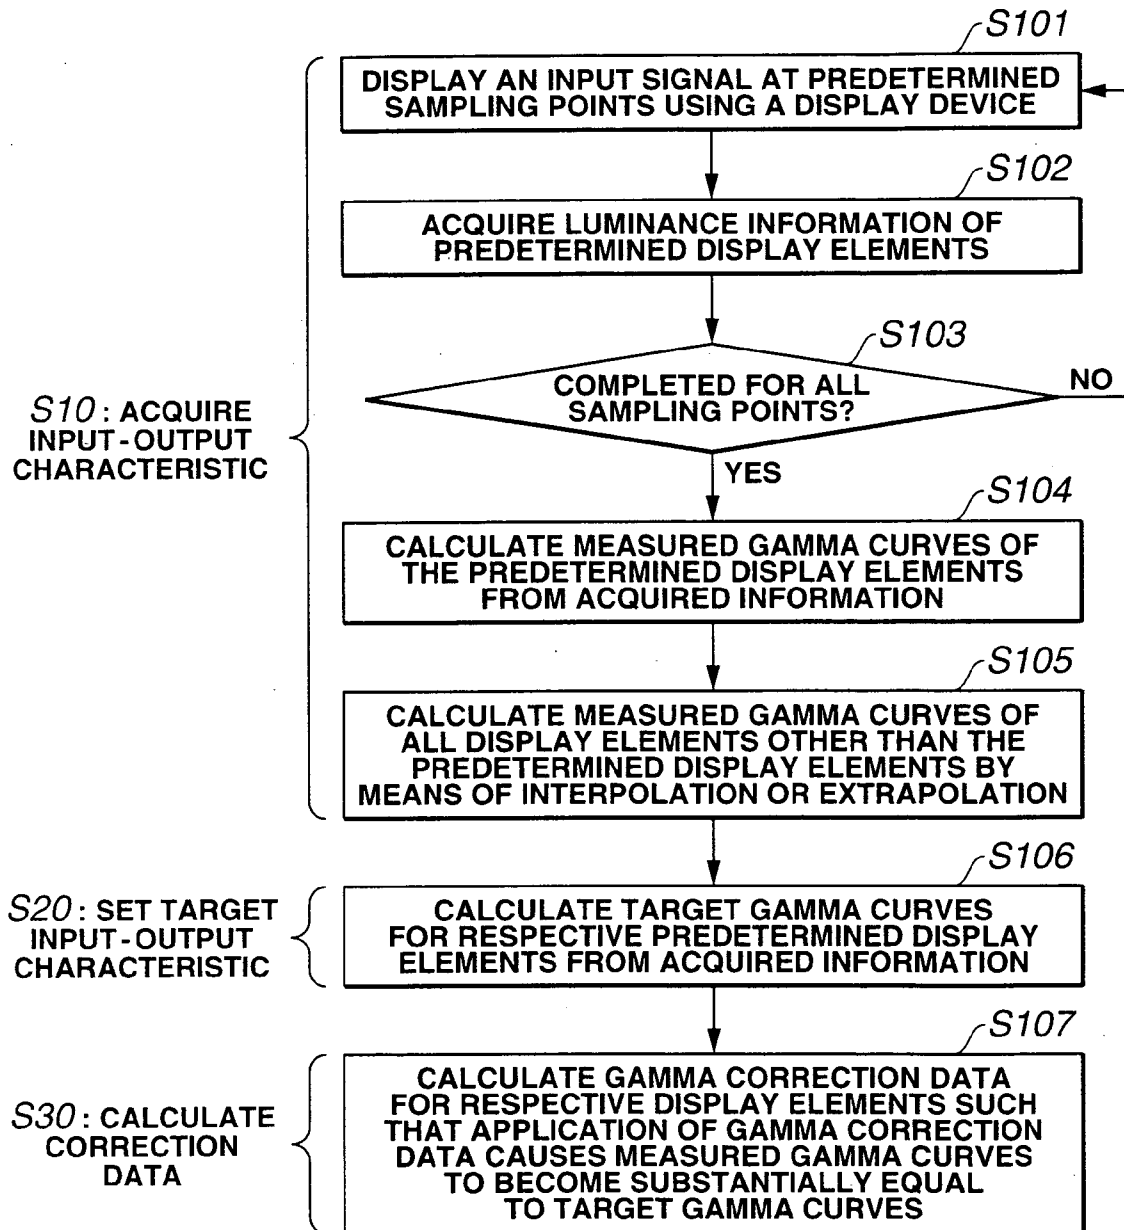 S101
DISPLAY AN INPUT SIGNAL AT PREDETERMINED
SAMPLING POINTS USING A DISPLAY DEVICE
S102
ACQUIRE LUMINANCE INFORMATION OF
PREDETERMINED DISPLAY ELEMENTS
S103
COMPLETED FOR ALL
SAMPLING POINTS?
NO
YES
S10 : ACQUIRE
INPUT-OUTPUT
CHARACTERISTIC
S104
CALCULATE MEASURED GAMMA CURVES OF
THE PREDETERMINED DISPLAY ELEMENTS
FROM ACQUIRED INFORMATION
S105
CALCULATE MEASURED GAMMA CURVES OF
ALL DISPLAY ELEMENTS OTHER THAN THE
PREDETERMINED DISPLAY ELEMENTS BY
MEANS OF INTERPOLATION OR EXTRAPOLATION
S106
S20 : SET TARGET
INPUT-OUTPUT
CHARACTERISTIC
CALCULATE TARGET GAMMA CURVES
FOR RESPECTIVE PREDETERMINED DISPLAY
ELEMENTS FROM ACQUIRED INFORMATION
S107
S30 : CALCULATE
CORRECTION
DATA
CALCULATE GAMMA CORRECTION DATA
FOR RESPECTIVE DISPLAY ELEMENTS SUCH
THAT APPLICATION OF GAMMA CORRECTION
DATA CAUSES MEASURED GAMMA CURVES
TO BECOME SUBSTANTIALLY EQUAL
TO TARGET GAMMA CURVES